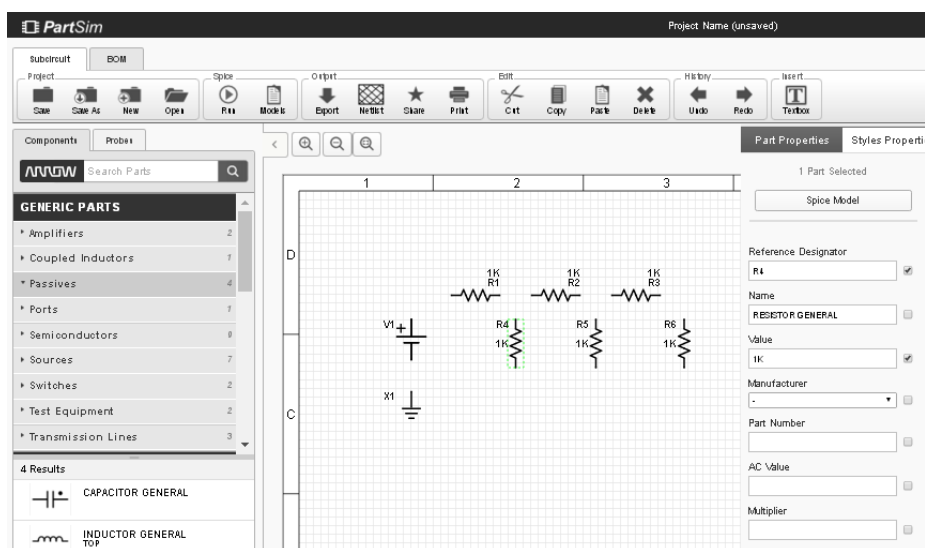 PartSim
Project Name (unsaved)
Subcircuit
BOM
Project
Spice
Output
Edit
History
Insert
Save
Save As
New
Open
Run
Models
Export
Netlist
Share
Print
Cut
Copy
Paste
Delete
Undo
Redo
Textbox
Components
Probes
ARROW
Search Parts
GENERIC PARTS
Amplifiers 2
Coupled Inductors 1
Passives 4
Ports 1
Semiconductors
Sources 7
Switches 2
Test Equipment 2
Transmission Lines 3
4 Results
CAPACITOR GENERAL
INDUCTOR GENERAL
TOP
1
2
3
D
C
1K
R1
1K
R2
1K
R3
V1
+
R4
1K
R5
1K
R6
1K
X1
Part Properties
Styles Properti
1 Part Selected
Spice Model
Reference Designator
R4
Name
RESISTOR GENERAL
Value
1K
Manufacturer
-
Part Number
AC Value
Multiplier